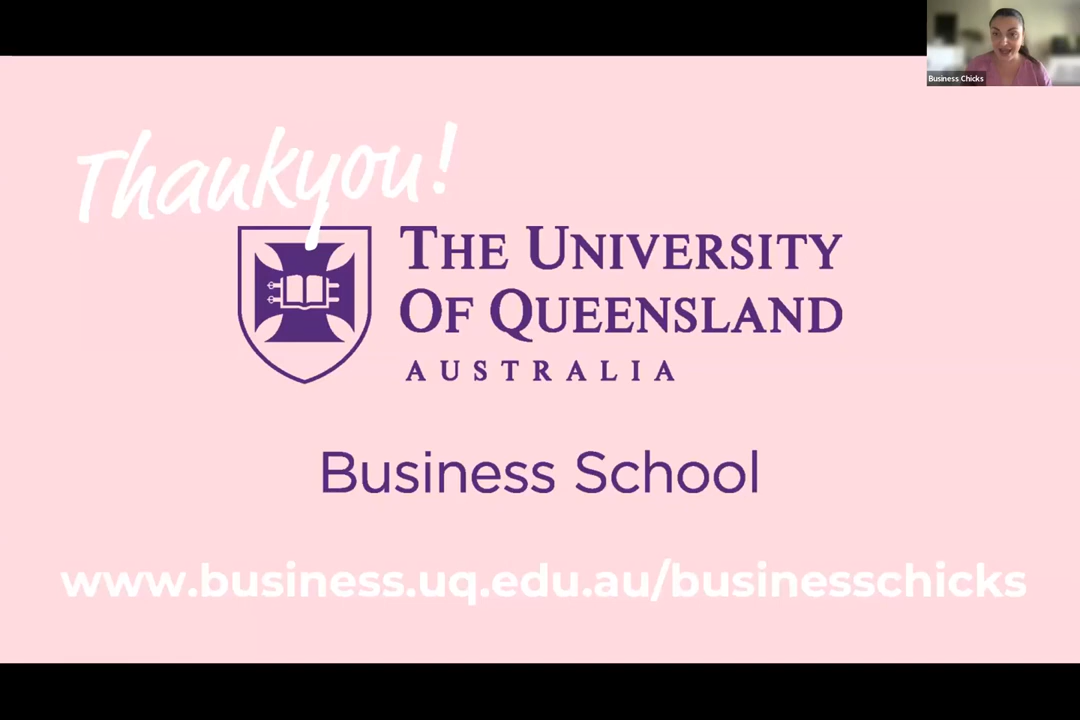 Business Chicks
Thankyou!
THE UNIVERSITY
OF QUEENSLAND
AUSTRALIA
Business School
www.business.uq.edu.au/businesschicks